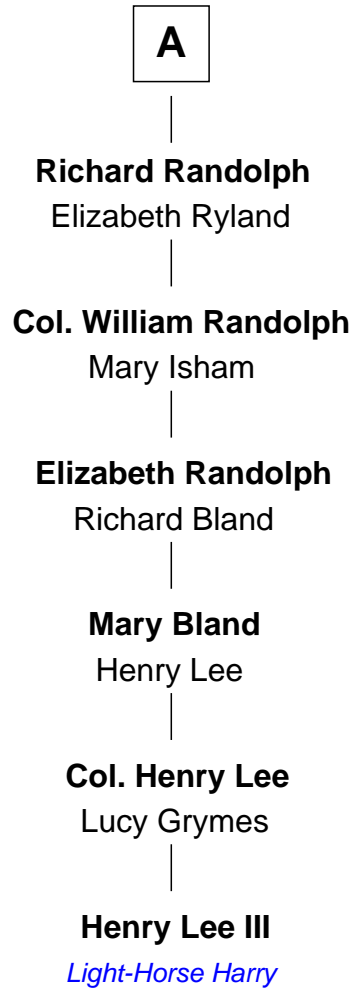 A
Richard Randolph
Elizabeth Ryland
Col. William Randolph
Mary Isham
Elizabeth Randolph
Richard Bland
Mary Bland
Henry Lee
Col. Henry Lee
Lucy Grymes
Henry Lee III
Light-Horse Harry